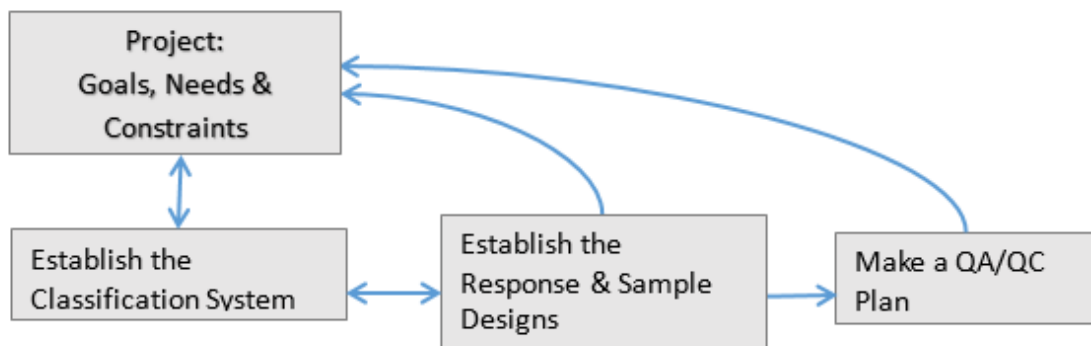 Project:
Goals, Needs &
Constraints
Establish the
Classification System
Establish the
Response & Sample
Designs
Make a QA/QC
Plan